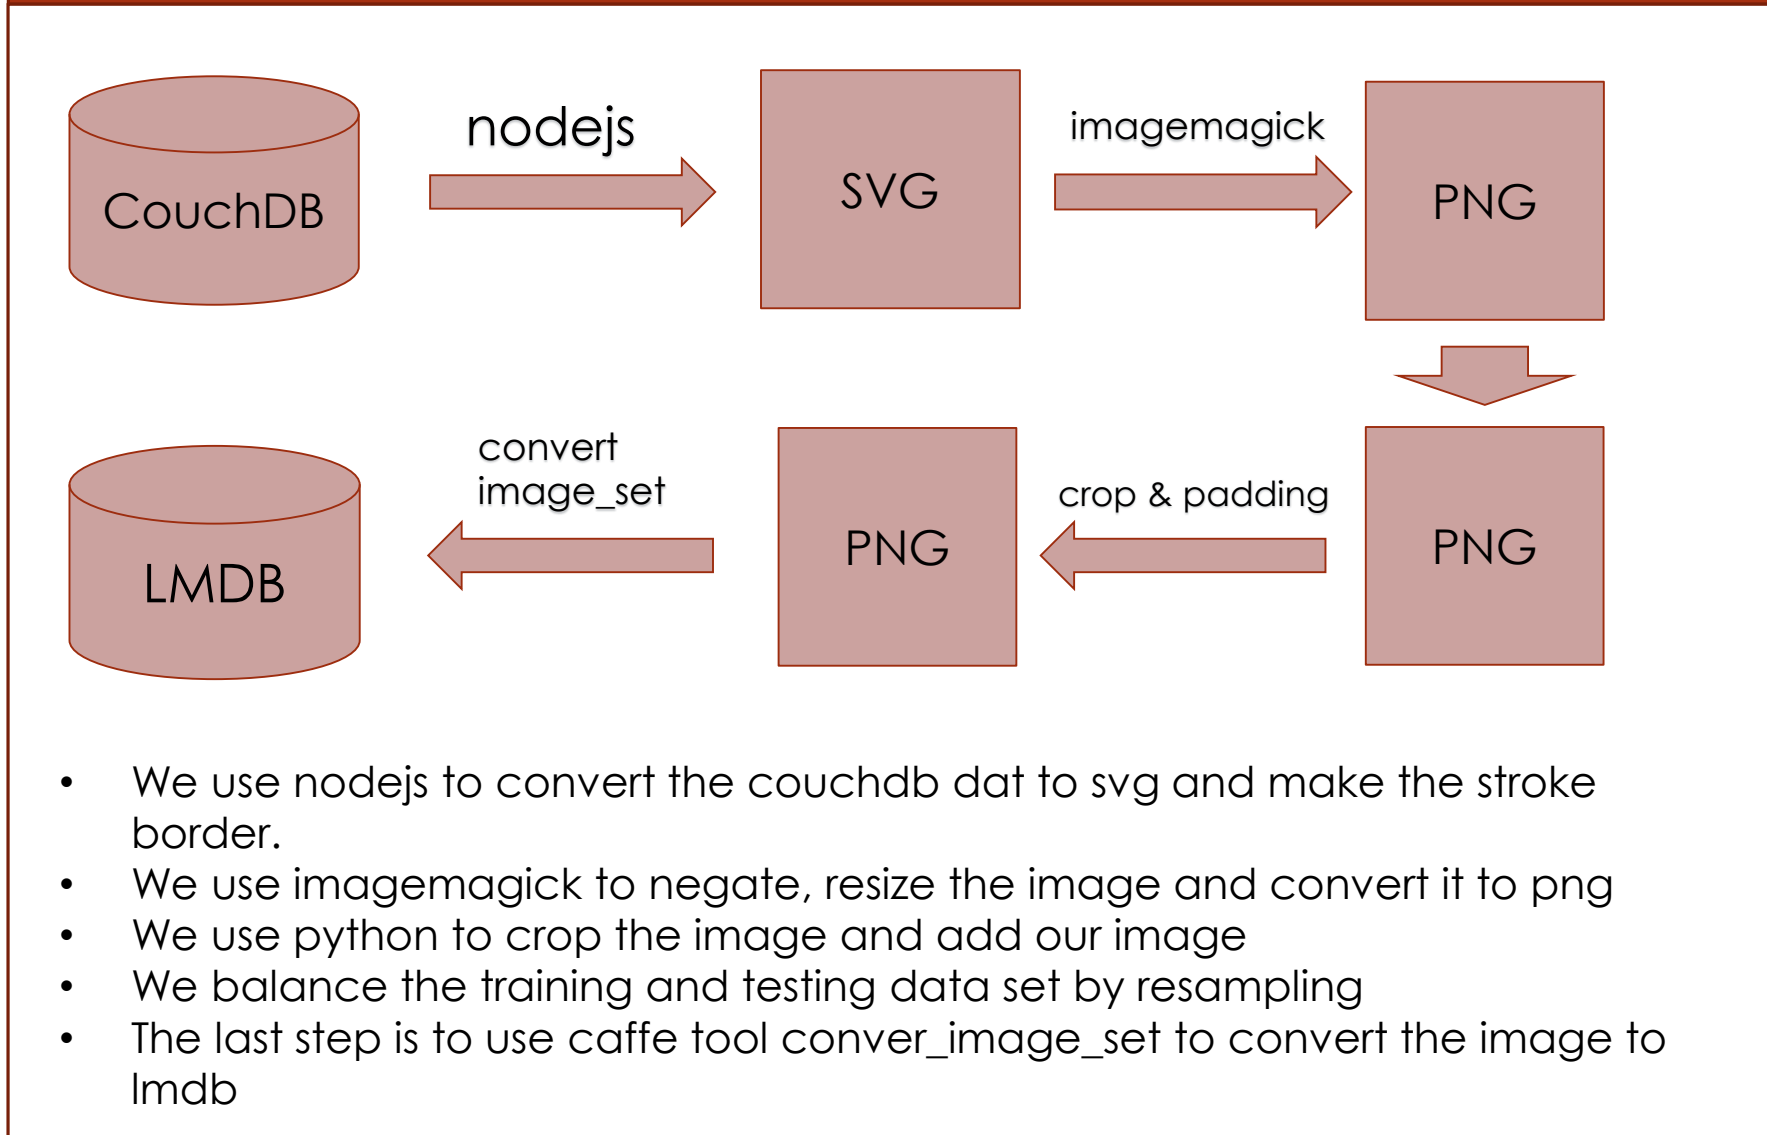 CouchDB
nodejs
SVG
imagemagick
PNG
LMDB
convert
image_set
PNG
crop & padding
PNG
• We use nodejs to convert the couchdb dat to svg and make the stroke
border.
• We use imagemagick to negate, resize the image and convert it to png
• We use python to crop the image and add our image
• We balance the training and testing data set by resampling
• The last step is to use caffe tool conver_image_set to convert the image to
lmdb